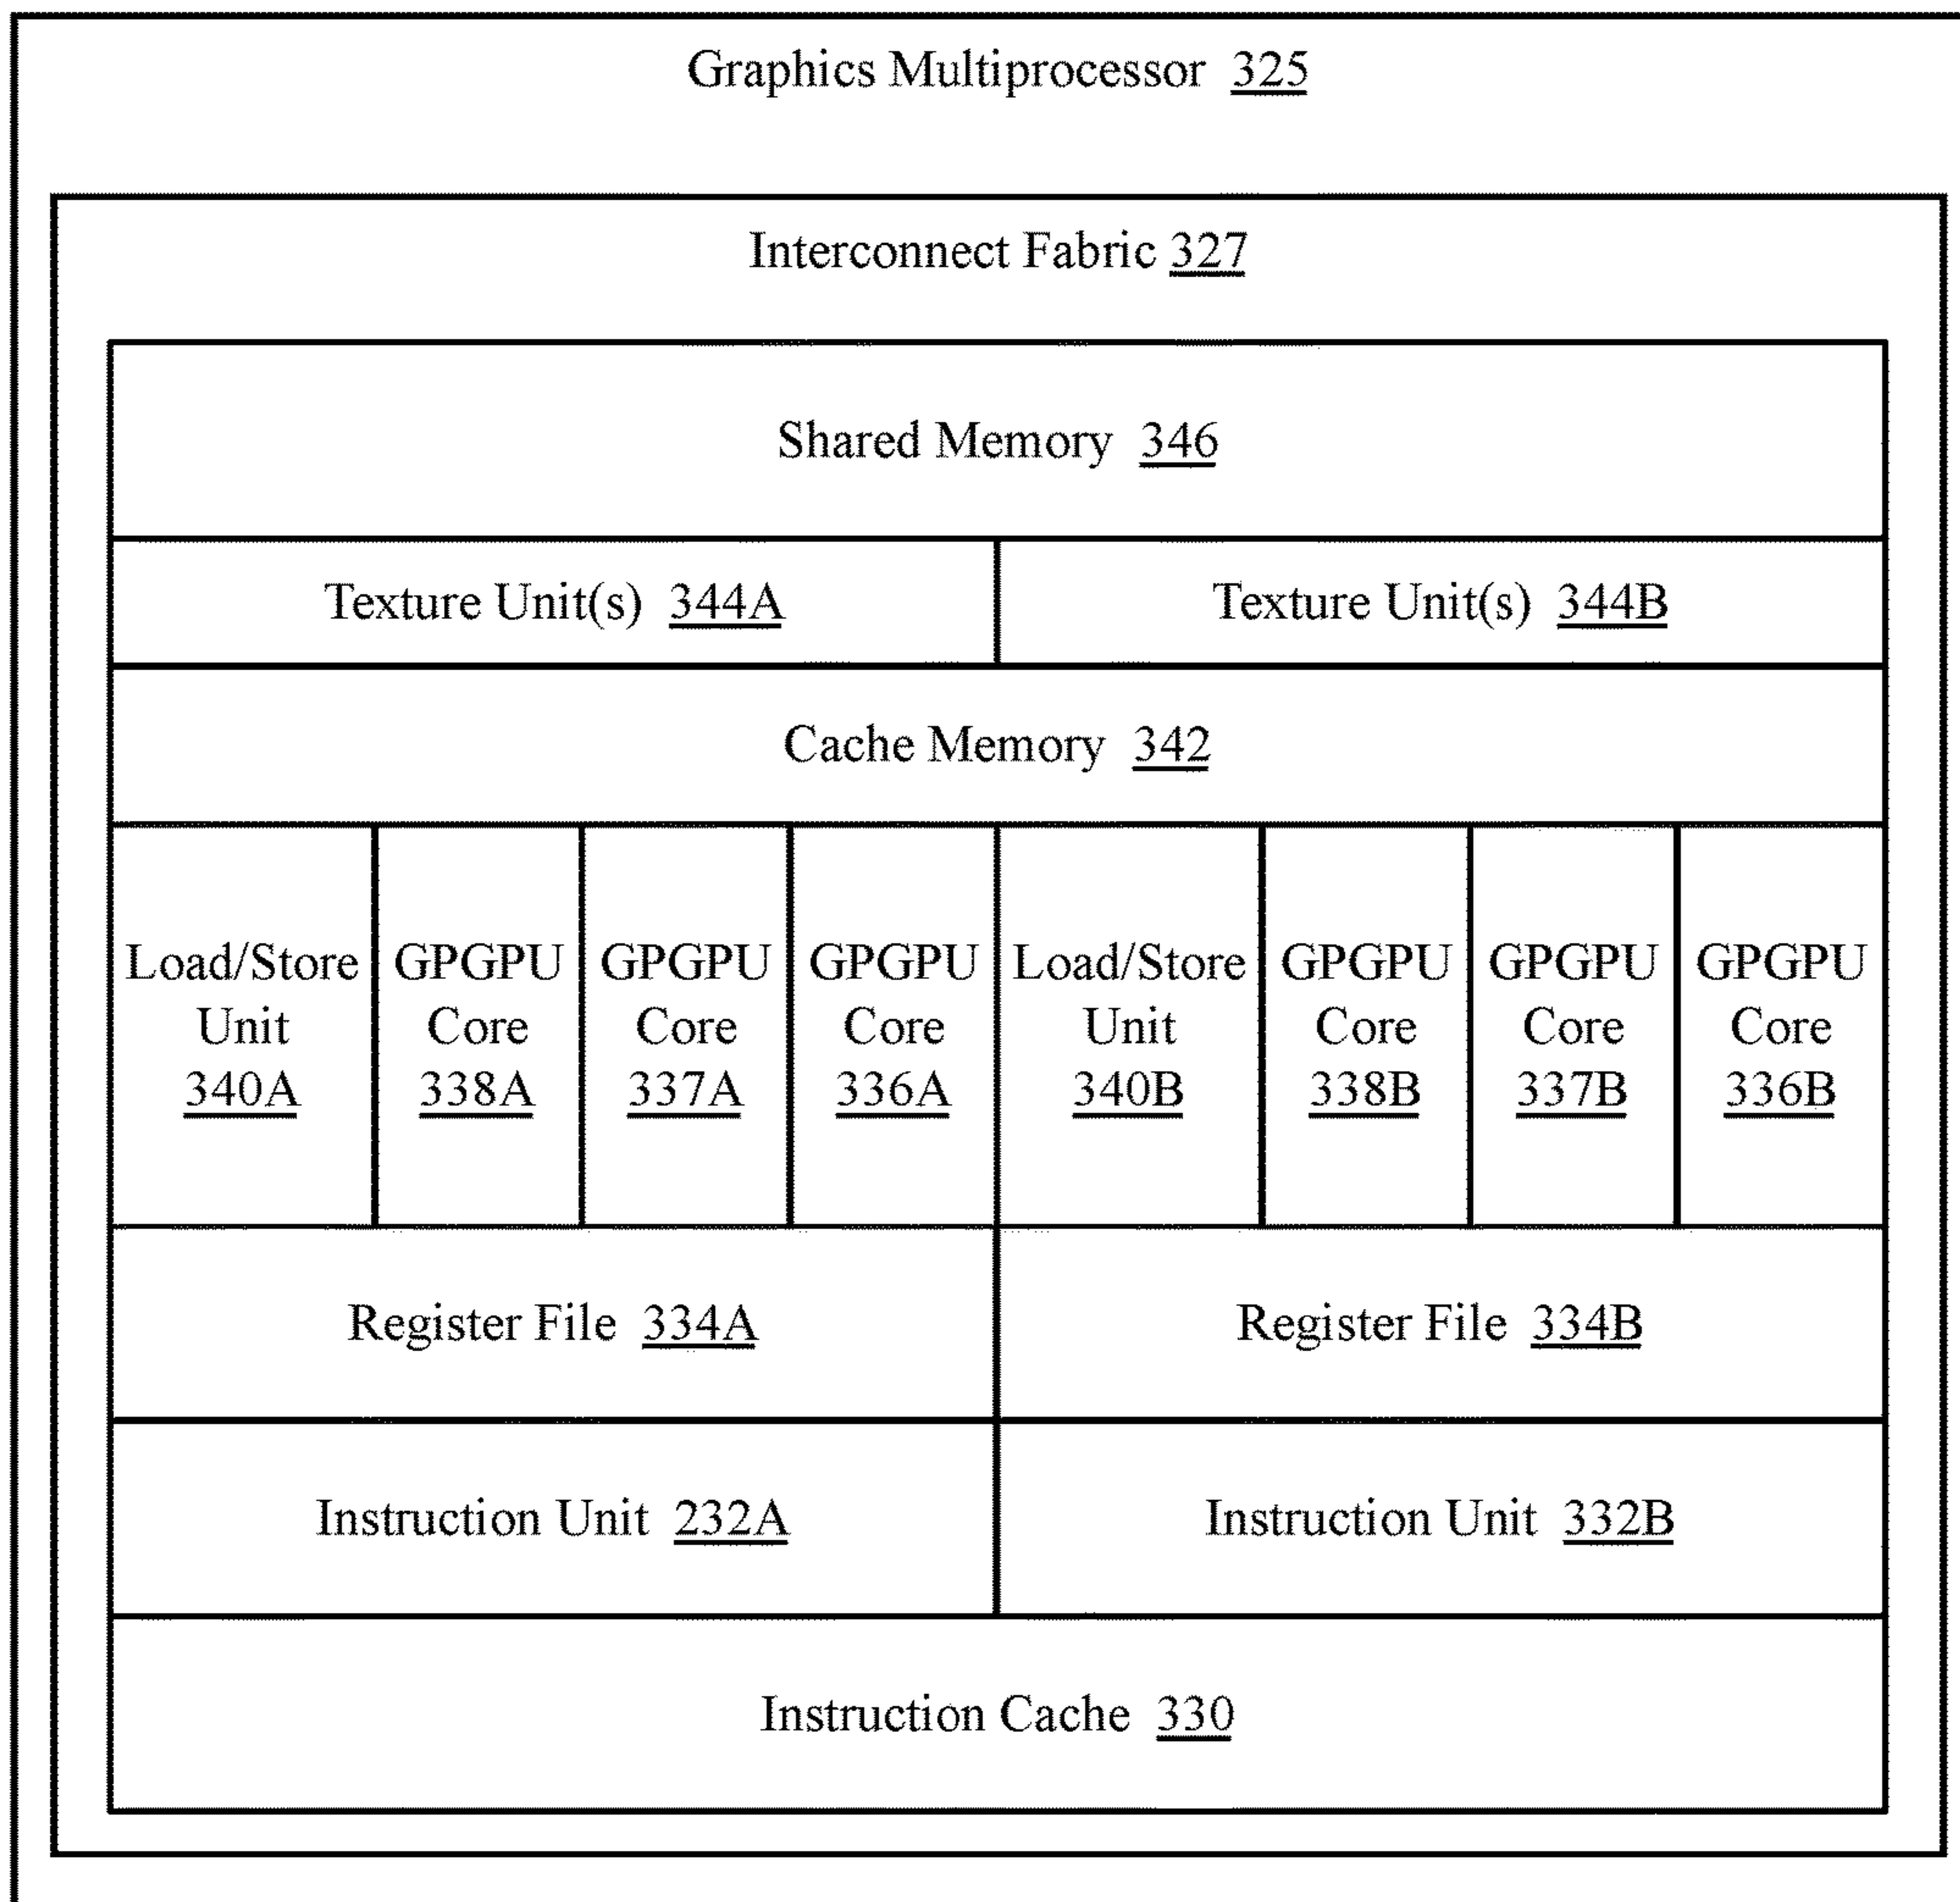 Graphics Multiprocessor 325
Interconnect Fabric 327
Shared Memory 346
Texture Unit(s) 344A
Texture Unit(s) 344B
Cache Memory 342
Load/Store
Unit
340A
GPGPU
Core
338A
GPGPU
Core
337A
GPGPU
Core
336A
Load/Store
Unit
340B
GPGPU
Core
338B
GPGPU
Core
337B
GPGPU
Core
336B
Register File 334A
Register File 334B
Instruction Unit 232A
Instruction Unit 332B
Instruction Cache 330